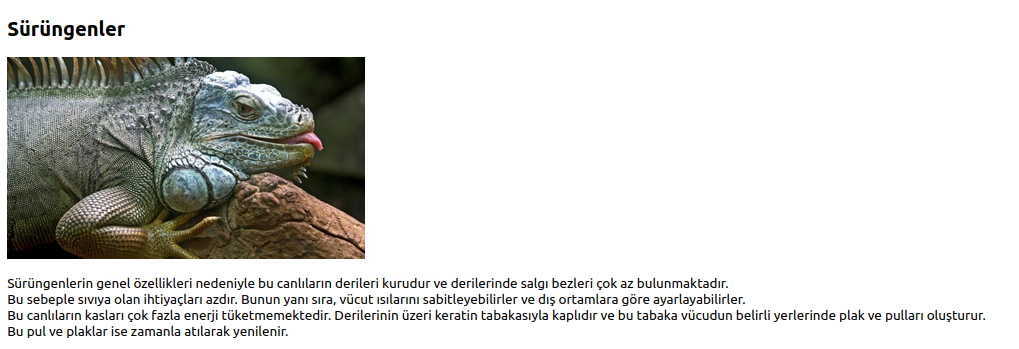 Sürüngenler
Sürüngenlerin genel özellikleri nedeniyle bu canlıların derileri kurudur ve derilerinde salgı bezleri çok az bulunmaktadır.
Bu sebeple sıvıya olan ihtiyaçları azdır. Bunun yanı sıra, vücut ısılarını sabitleyebilirler ve dış ortamlara göre ayarlayabilirler.
Bu canlıların kasları çok fazla enerji tüketmemektedir. Derilerinin üzeri keratin tabakasıyla kaplıdır ve bu tabaka vücudun belirli yerlerinde plak ve pulları oluşturur.
Bu pul ve plaklar ise zamanla atılarak yenilenir.